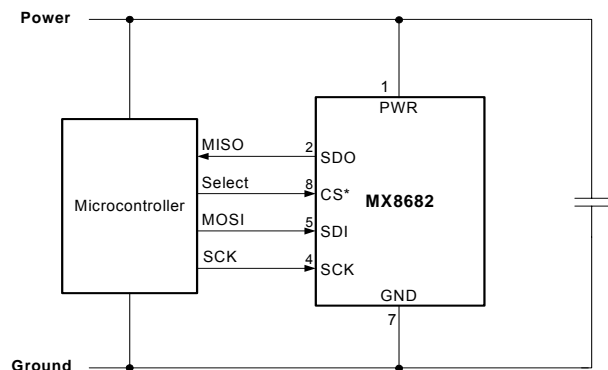 Power
1
PWR
MISO
2
SDO
Select
8
CS*
Microcontroller
MX8682
MOSI
5
SDI
SCK
4
SCK
GND
7
Ground